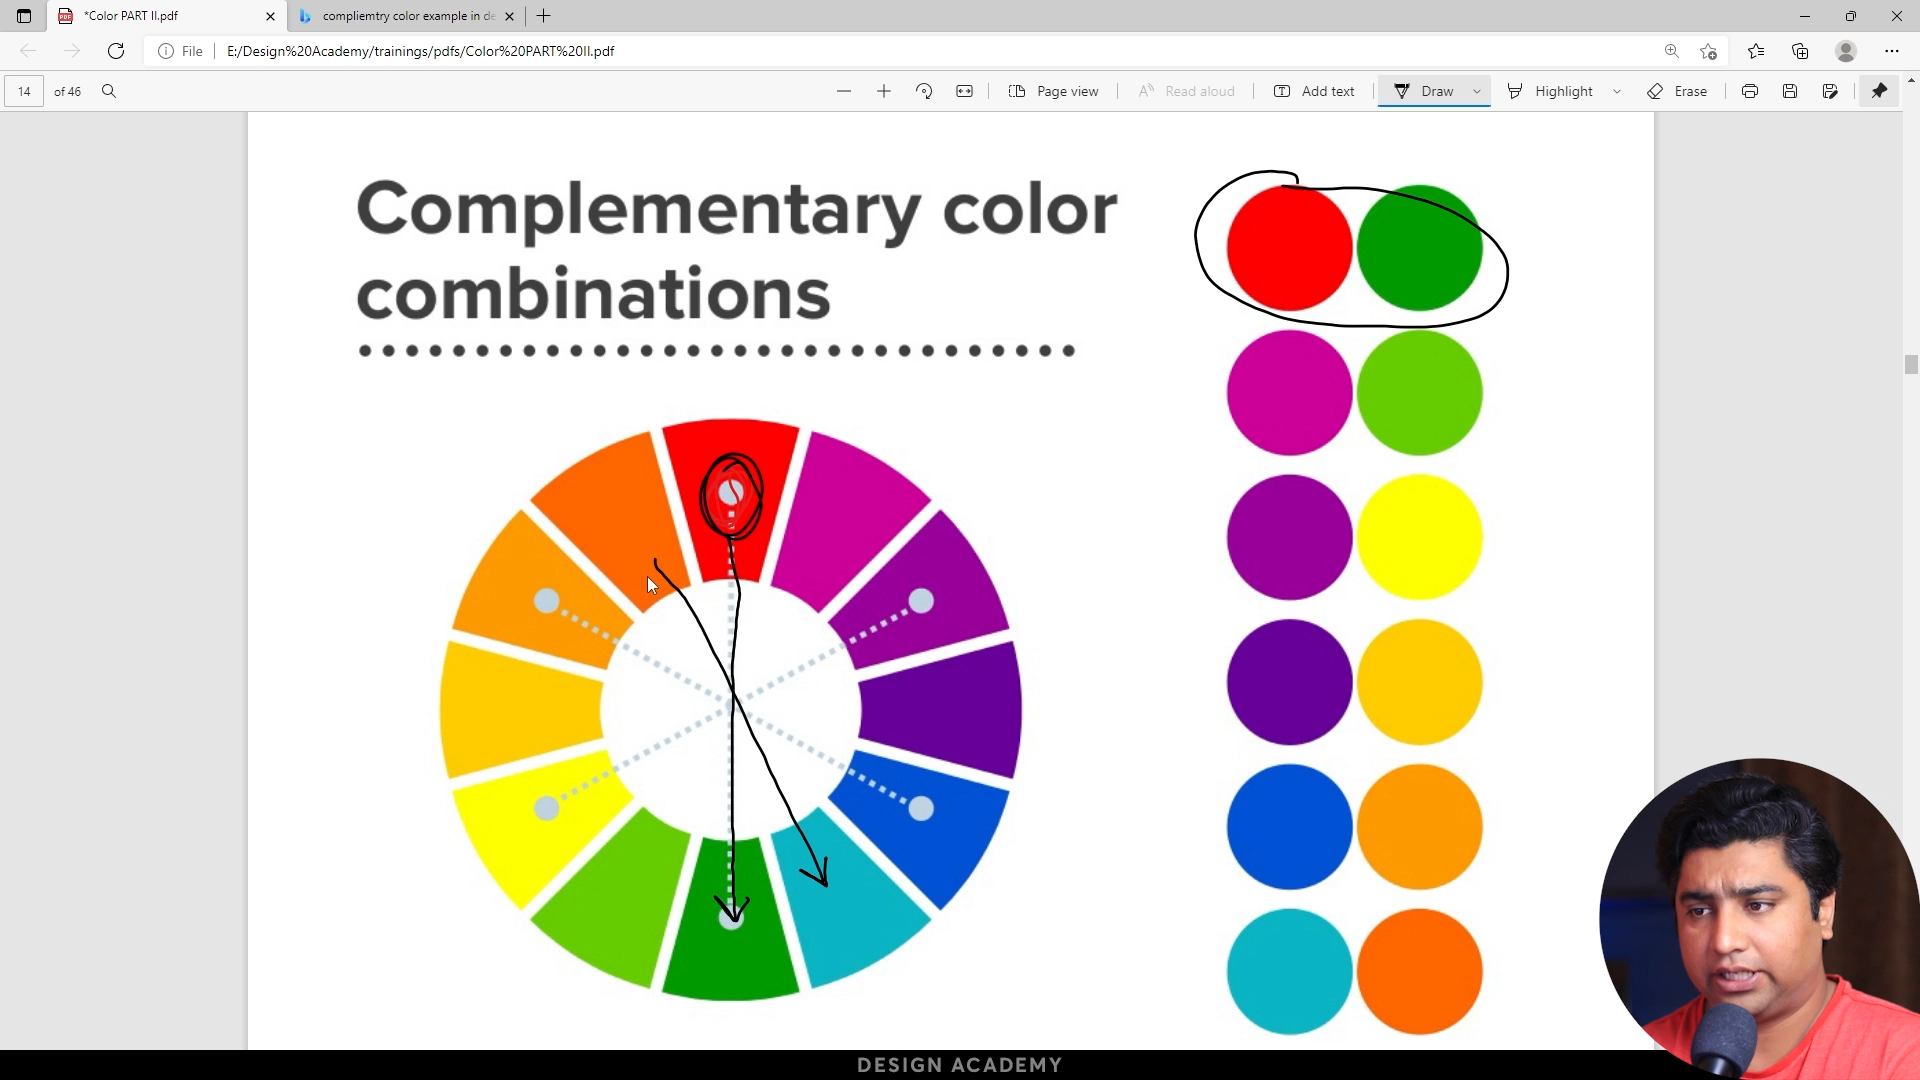 *Color PART II.pdf
compliemtry color example in de
File
E:/Design%20Academy/trainings/pdfs/Color%20PART%20II.pdf
14 of 46
Page view
Read aloud
Add text
Draw
Highlight
Erase
Complementary color
combinations
DESIGN ACADEMY